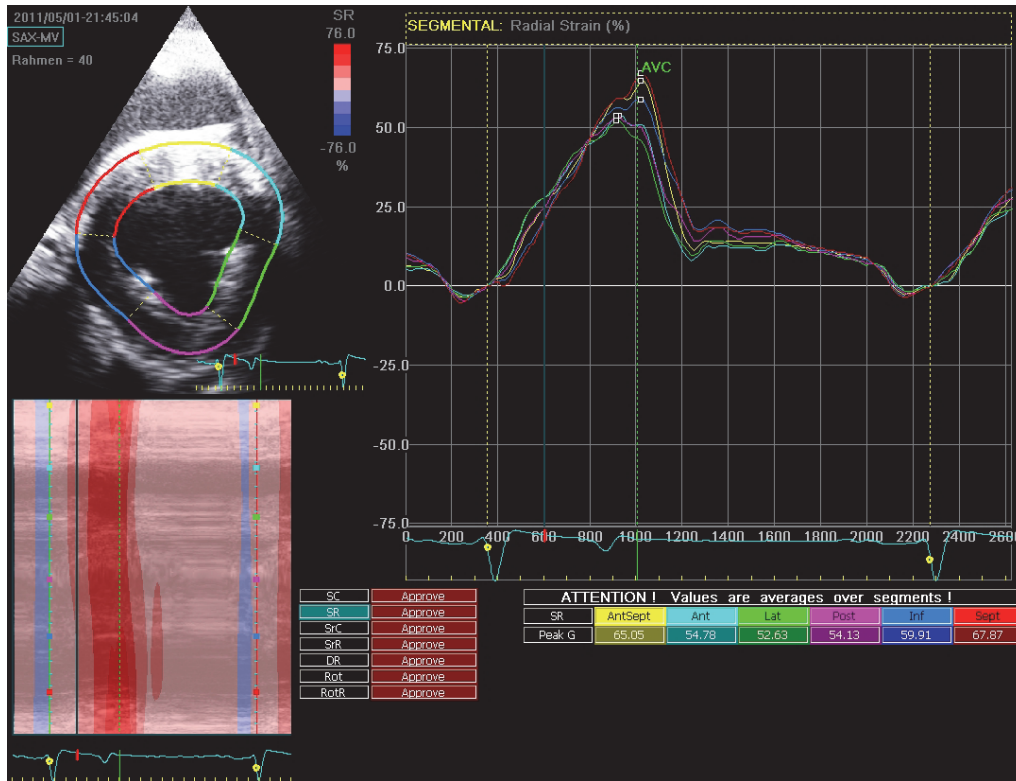 2011/05/01-21:45:04
SAX-MV
Rahmen = 40
SR
76.0
-76.0
%
SEGMENTAL: Radial Strain (%)
75.0
50.0
25.0
0.0
-25.0
-50.0
-75.0
AVC
0 200 400 600 800 1000 1200 1400 1600 1800 2000 2200 2400 2600
SC Approve
SR Approve
SrC Approve
SrR Approve
DR Approve
Rot Approve
RotR Approve
ATTENTION ! Values are averages over segments !
SR AntSept Ant Lat Post Inf Sept
Peak G 65.05 54.78 52.63 54.13 59.91 67.87